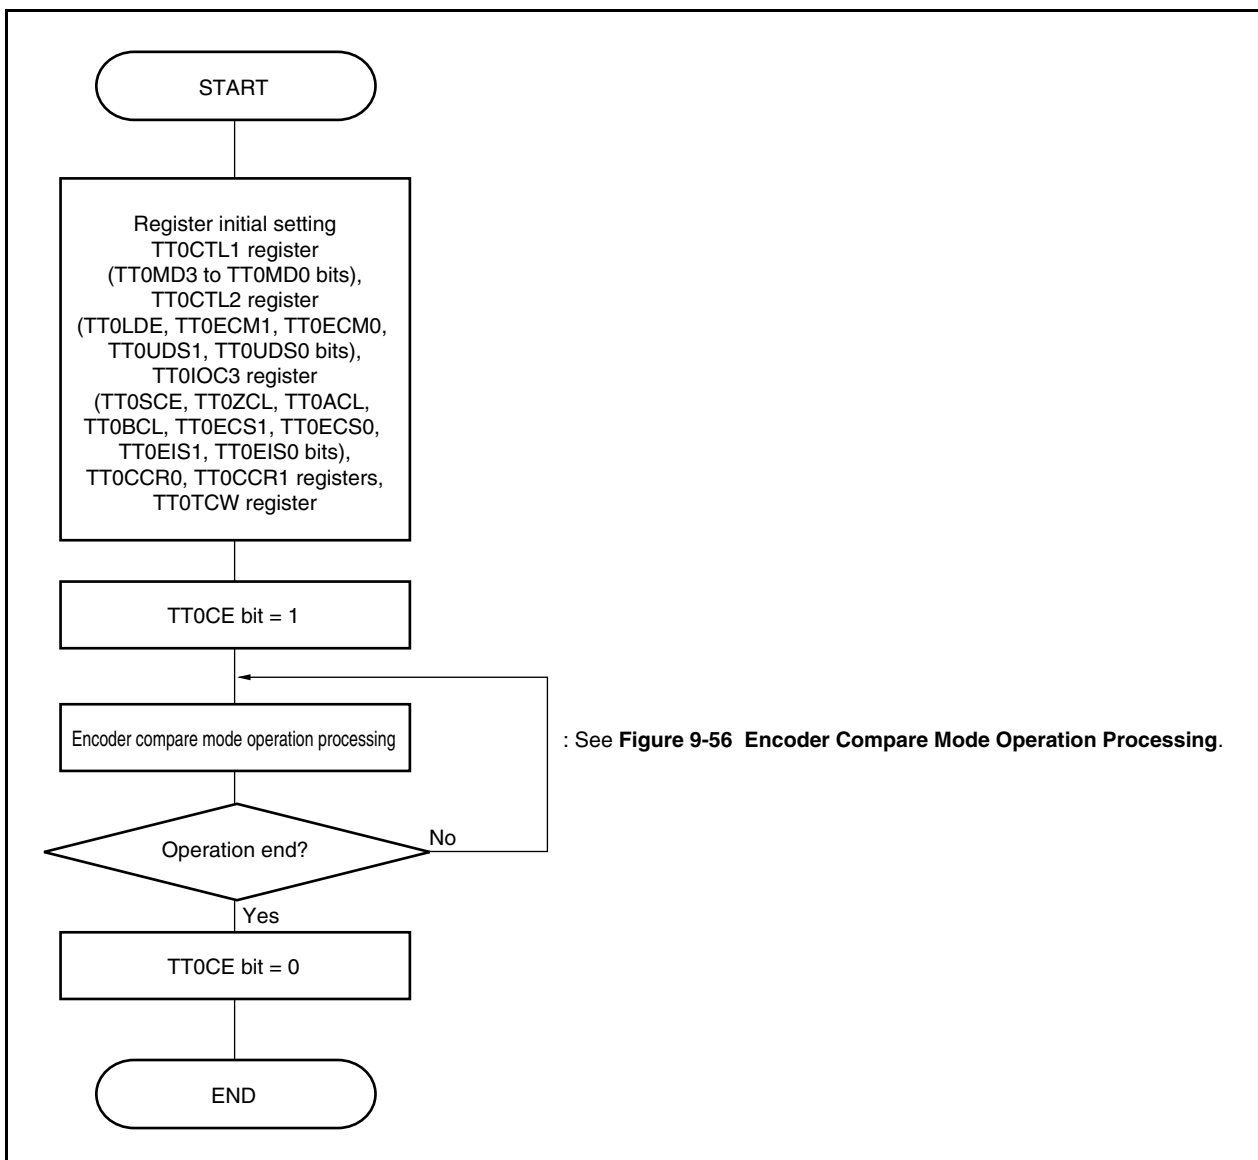 START
Register initial setting
TT0CTL1 register
(TT0MD3 to TT0MD0 bits),
TT0CTL2 register
(TT0LDE, TT0ECM1, TT0ECM0,
TT0UDS1, TT0UDS0 bits),
TT0IOC3 register
(TT0SCE, TT0ZCL, TT0ACL,
TT0BCL, TT0ECS1, TT0ECS0,
TT0EIS1, TT0EIS0 bits),
TT0CCR0, TT0CCR1 registers,
TT0TCW register
TT0CE bit = 1
Encoder compare mode operation processing
: See Figure 9-56 Encoder Compare Mode Operation Processing.
Operation end?
No
Yes
TT0CE bit = 0
END